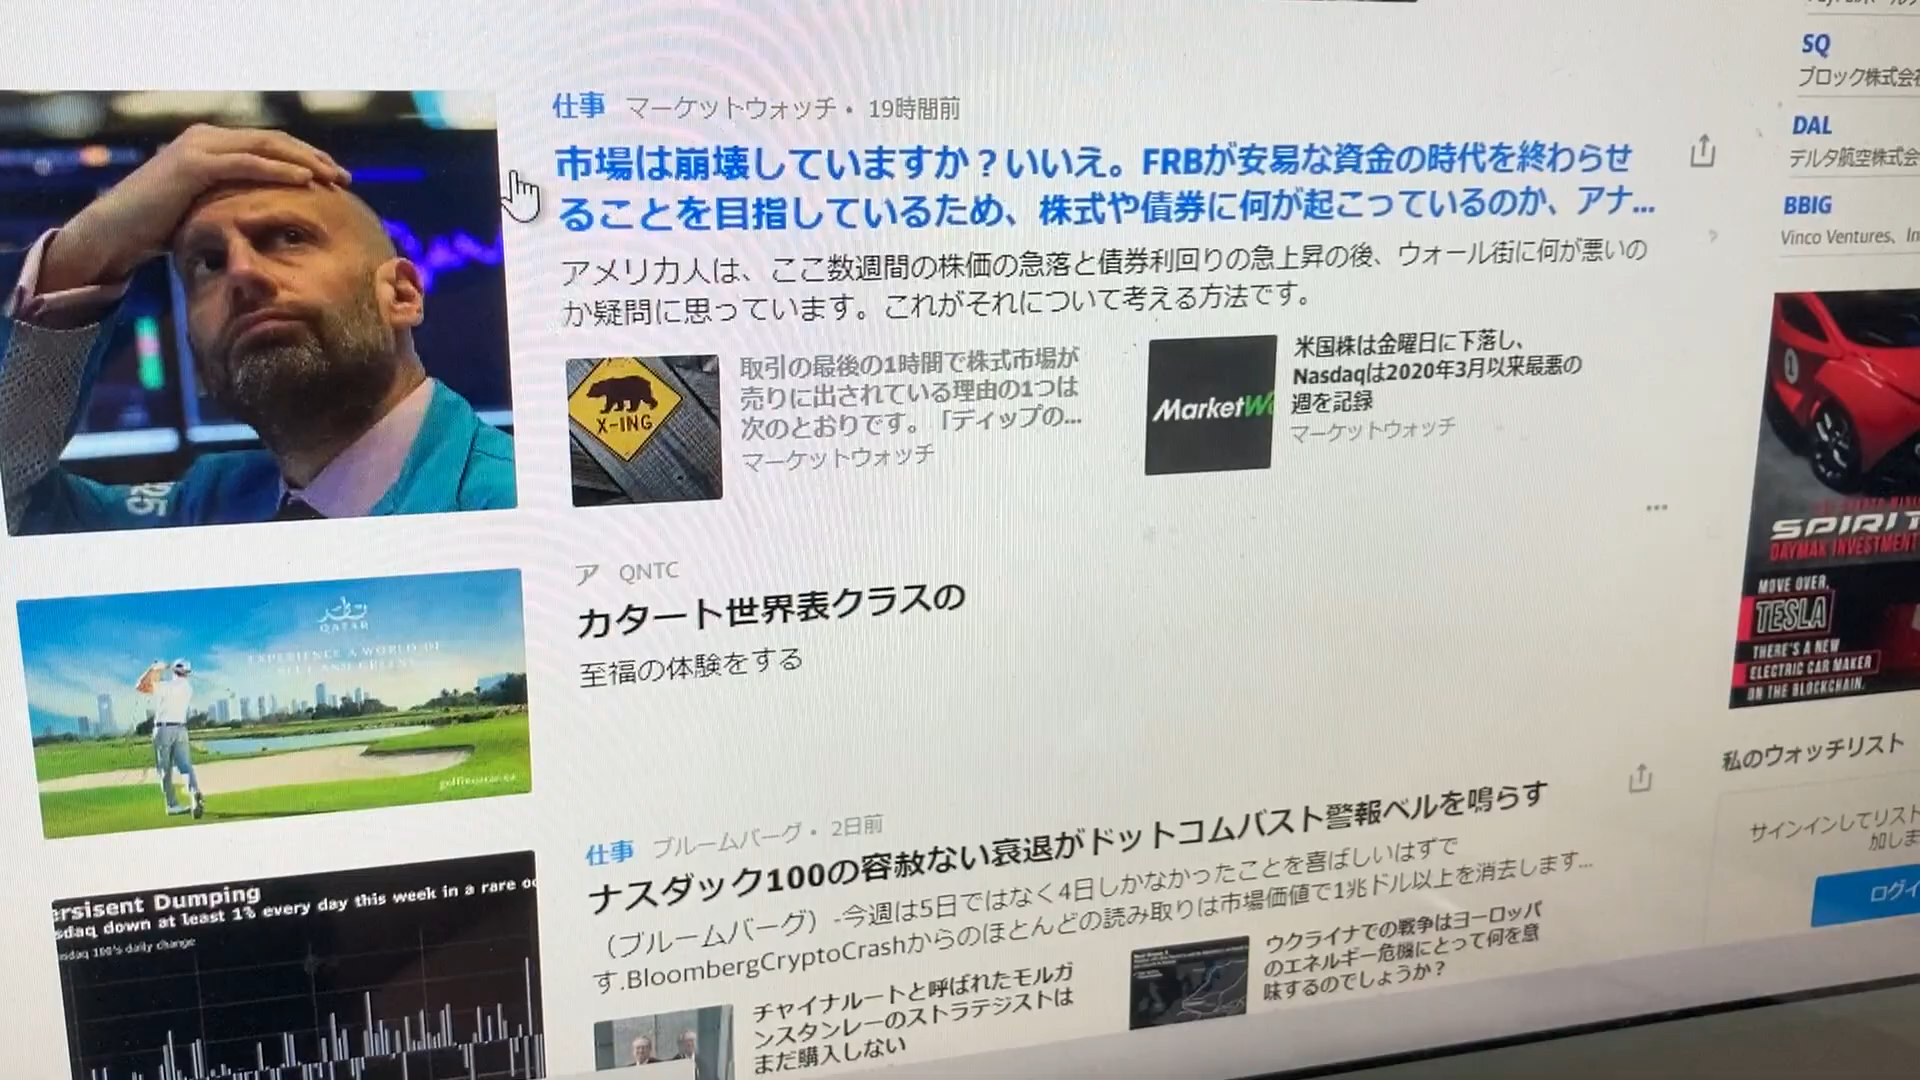 仕事 マーケットウォッチ・ 19時間前
市場は崩壊していますか？いいえ。FRBが安易な資金の時代を終わらせ
ることを目指しているため、株式や債券に何が起こっているのか、アナ...
アメリカ人は、ここ数週間の株価の急落と債券利回りの急上昇の後、ウォール街に何が悪いの
か疑問に思っています。これがそれについて考える方法です。
X-ING
取引の最後の1時間で株式市場が
売りに出されている理由の1つは
次のとおりです。「ディップの...
マーケットウォッチ
MarketW
米国株は金曜日に下落し、
Nasdaqは2020年3月以来最悪の
週を記録
マーケットウォッチ
QATAR
EXPERIENCE A WORLD OF
ア QNTC
カタート世界表クラスの
至福の体験をする
仕事 ブルームバーグ・ 2日前
ナスダック100の容赦ない衰退がドットコムバスト警報ベルを鳴らす
（ブルームバーグ）-今週は5日ではなく4日しかなかったことを喜ばしいはずで
す.BloombergCryptoCrashからのほとんどの読み取りは市場価値で1兆ドル以上を消去します...
ersisent Dumping
sdaq down at least 1% every day this week in a rare
sdaq 100's daily change
チャイナルートと呼ばれたモルガ
ンスタンレーのストラテジストは
まだ購入しない
ウクライナでの戦争はヨーロッパ
のエネルギー危機にとって何を意
味するのでしょうか？
SQ
ブロック株式会社
DAL
デルタ航空株式会
BBIG
Vinco Ventures、In
1
SPIRIT
DAYMAK INVESTMENT
MOVE OVER,
TESLA
THERE'S A NEW
ELECTRIC CAR MAKER
ON THE BLOCKCHAIN.
私のウォッチリスト
サインインしてリスト
加しま
ログイ